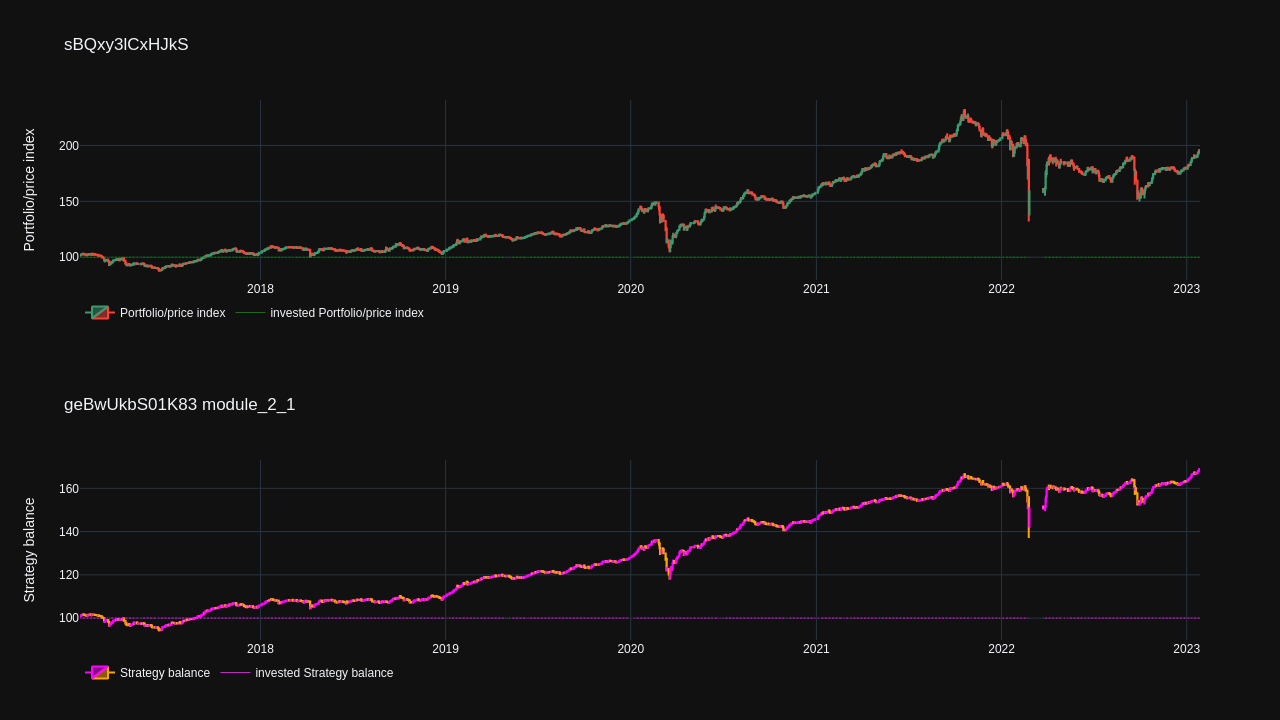 sBQxy3lCxHJkS
Portfolio/price index
200
150
100
2018 2019 2020 2021 2022 2023
Portfolio/price index invested Portfolio/price index
geBwUkbS01K83 module_2_1
Strategy balance
160
140
120
100
2018 2019 2020 2021 2022 2023
Strategy balance invested Strategy balance